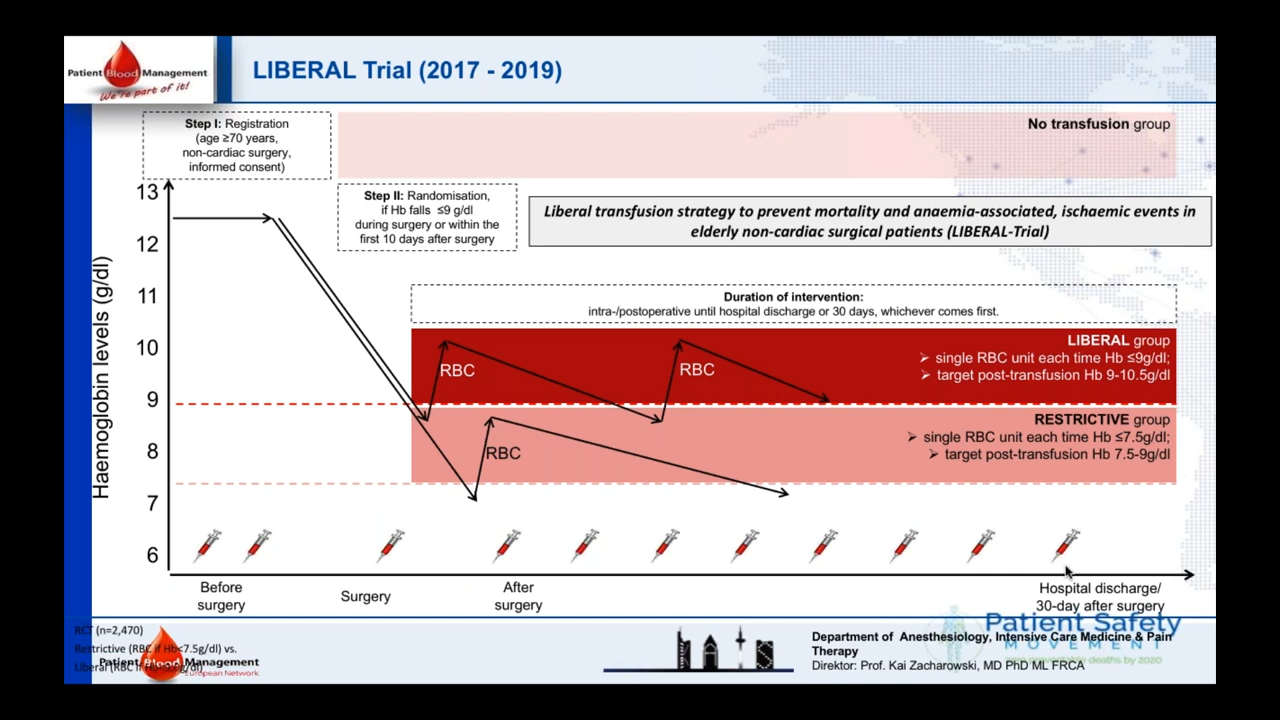 Patient Blood Management
We're part of it!
LIBERAL Trial (2017 - 2019)
Step I: Registration
(age ≥70 years,
non-cardiac surgery,
informed consent)
No transfusion group
Step II: Randomisation,
if Hb falls ≤9 g/dl
during surgery or within the
first 10 days after surgery
Liberal transfusion strategy to prevent mortality and anaemia-associated, ischaemic events in
elderly non-cardiac surgical patients (LIBERAL-Trial)
Duration of intervention:
intra-/postoperative until hospital discharge or 30 days, whichever comes first.
LIBERAL group
➢ single RBC unit each time Hb ≤9g/dl;
➢ target post-transfusion Hb 9-10.5g/dl
RBC
RBC
RESTRICTIVE group
➢ single RBC unit each time Hb ≤7.5g/dl;
➢ target post-transfusion Hb 7.5-9g/dl
RBC
Haemoglobin levels (g/dl)
13
12
11
10
9
8
7
6
Before
surgery
Surgery
After
surgery
Hospital discharge/
30-day after surgery
RCT (n=2,470)
Restrictive (RBC if Hb<7.5g/dl) vs.
Liberal (RBC if
Patient Blood Management
European Network
Department of Anesthesiology, Intensive Care Medicine & Pain
Therapy
Direktor: Prof. Kai Zacharowski, MD PhD ML FRCA
Patient Safety
MOVEMENT
deaths by 2020